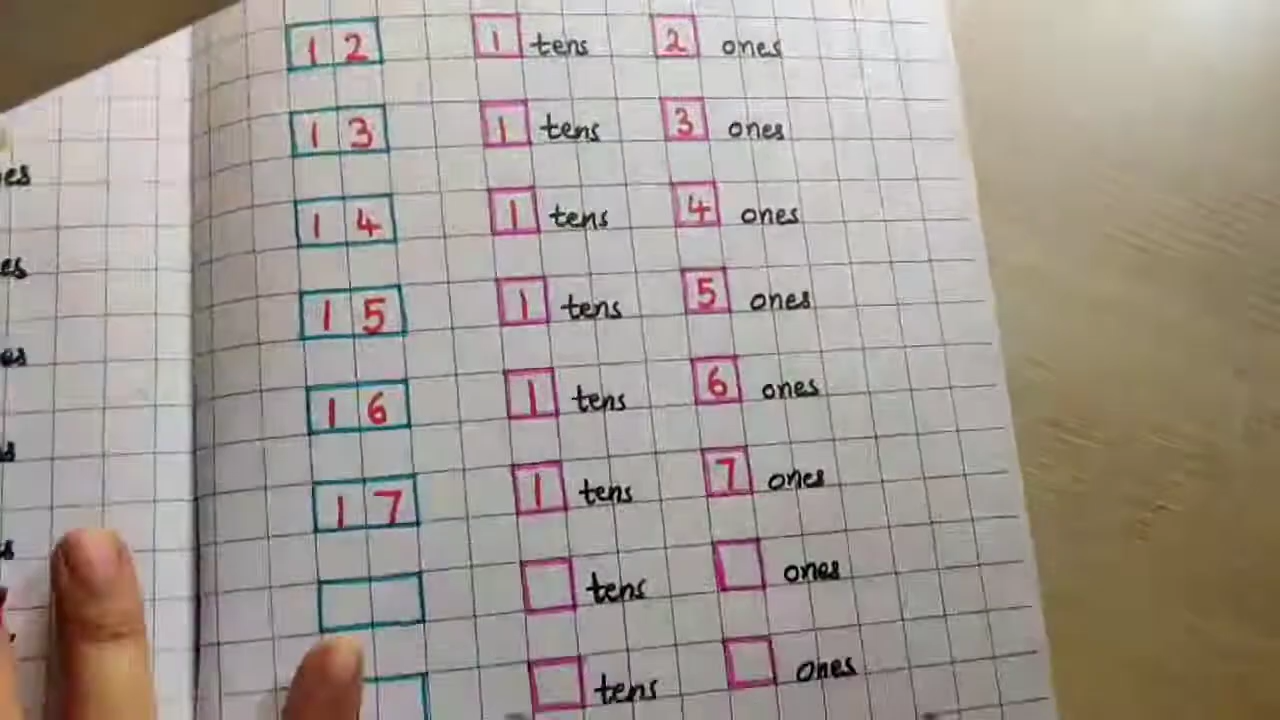 12 1 tens 2 ones
13 1 tens 3 ones
14 1 tens 4 ones
15 1 tens 5 ones
16 1 tens 6 ones
17 1 tens 7 ones
tens ones
tens ones